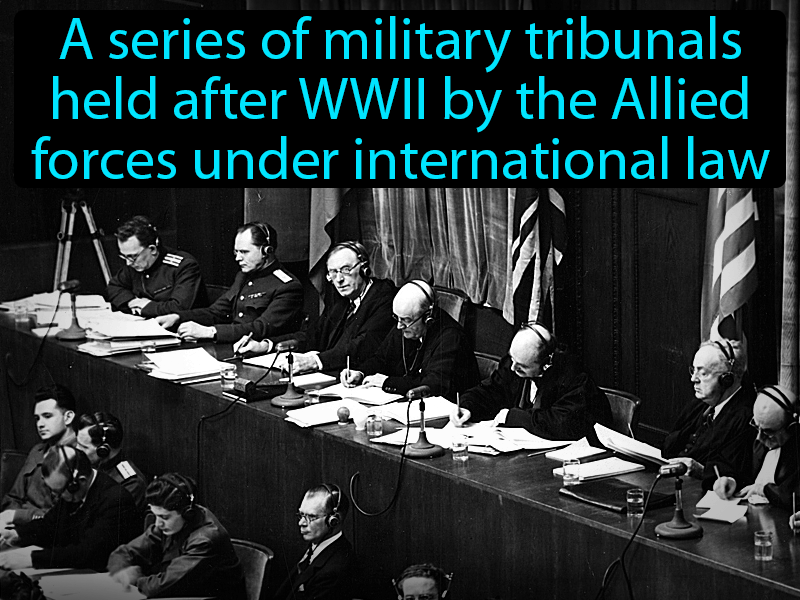 A series of military tribunals
held after WWII by the Allied
forces under international law